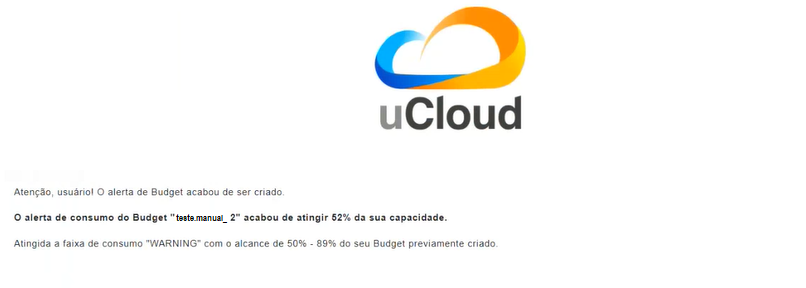 uCloud
Atenção, usuário! O alerta de Budget acabou de ser criado.
O alerta de consumo do Budget "teste.manual_ 2" acabou de atingir 52% da sua capacidade.
Atingida a faixa de consumo "WARNING" com o alcance de 50% - 89% do seu Budget previamente criado.